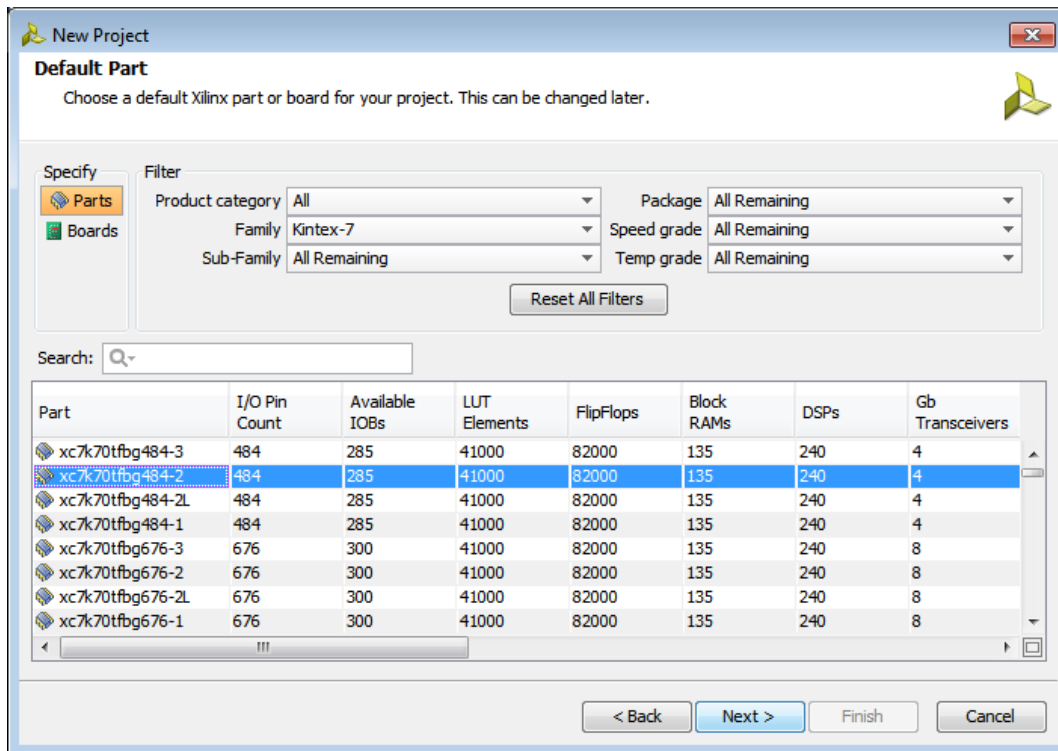 New Project
Default Part
Choose a default Xilinx part or board for your project. This can be changed later.
Specify Filter
Parts Product category All Package All Remaining
Boards Family Kintex-7 Speed grade All Remaining
Sub-Family All Remaining Temp grade All Remaining
Reset All Filters
Search:
Part I/O Pin Count Available IOBs LUT Elements FlipFlops Block RAMs DSPs Gb Transceivers
xc7k70tfbg484-3 484 285 41000 82000 135 240 4
xc7k70tfbg484-2 484 285 41000 82000 135 240 4
xc7k70tfbg484-2L 484 285 41000 82000 135 240 4
xc7k70tfbg484-1 484 285 41000 82000 135 240 4
xc7k70tfbg676-3 676 300 41000 82000 135 240 8
xc7k70tfbg676-2 676 300 41000 82000 135 240 8
xc7k70tfbg676-2L 676 300 41000 82000 135 240 8
xc7k70tfbg676-1 676 300 41000 82000 135 240 8
< Back Next > Finish Cancel